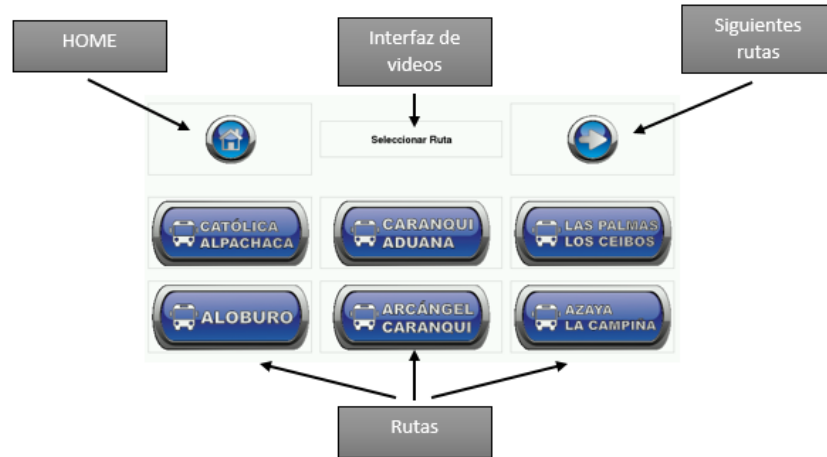 HOME
Interfaz de
videos
Siguientes
rutas
Seleccionar Ruta
CATÓLICA
ALPACHACA
CARANQUI
ADUANA
LAS PALMAS
LOS CEIBOS
ALOBURO
ARCÁNGEL
CARANQUI
AZAYA
LA CAMPIÑA
Rutas